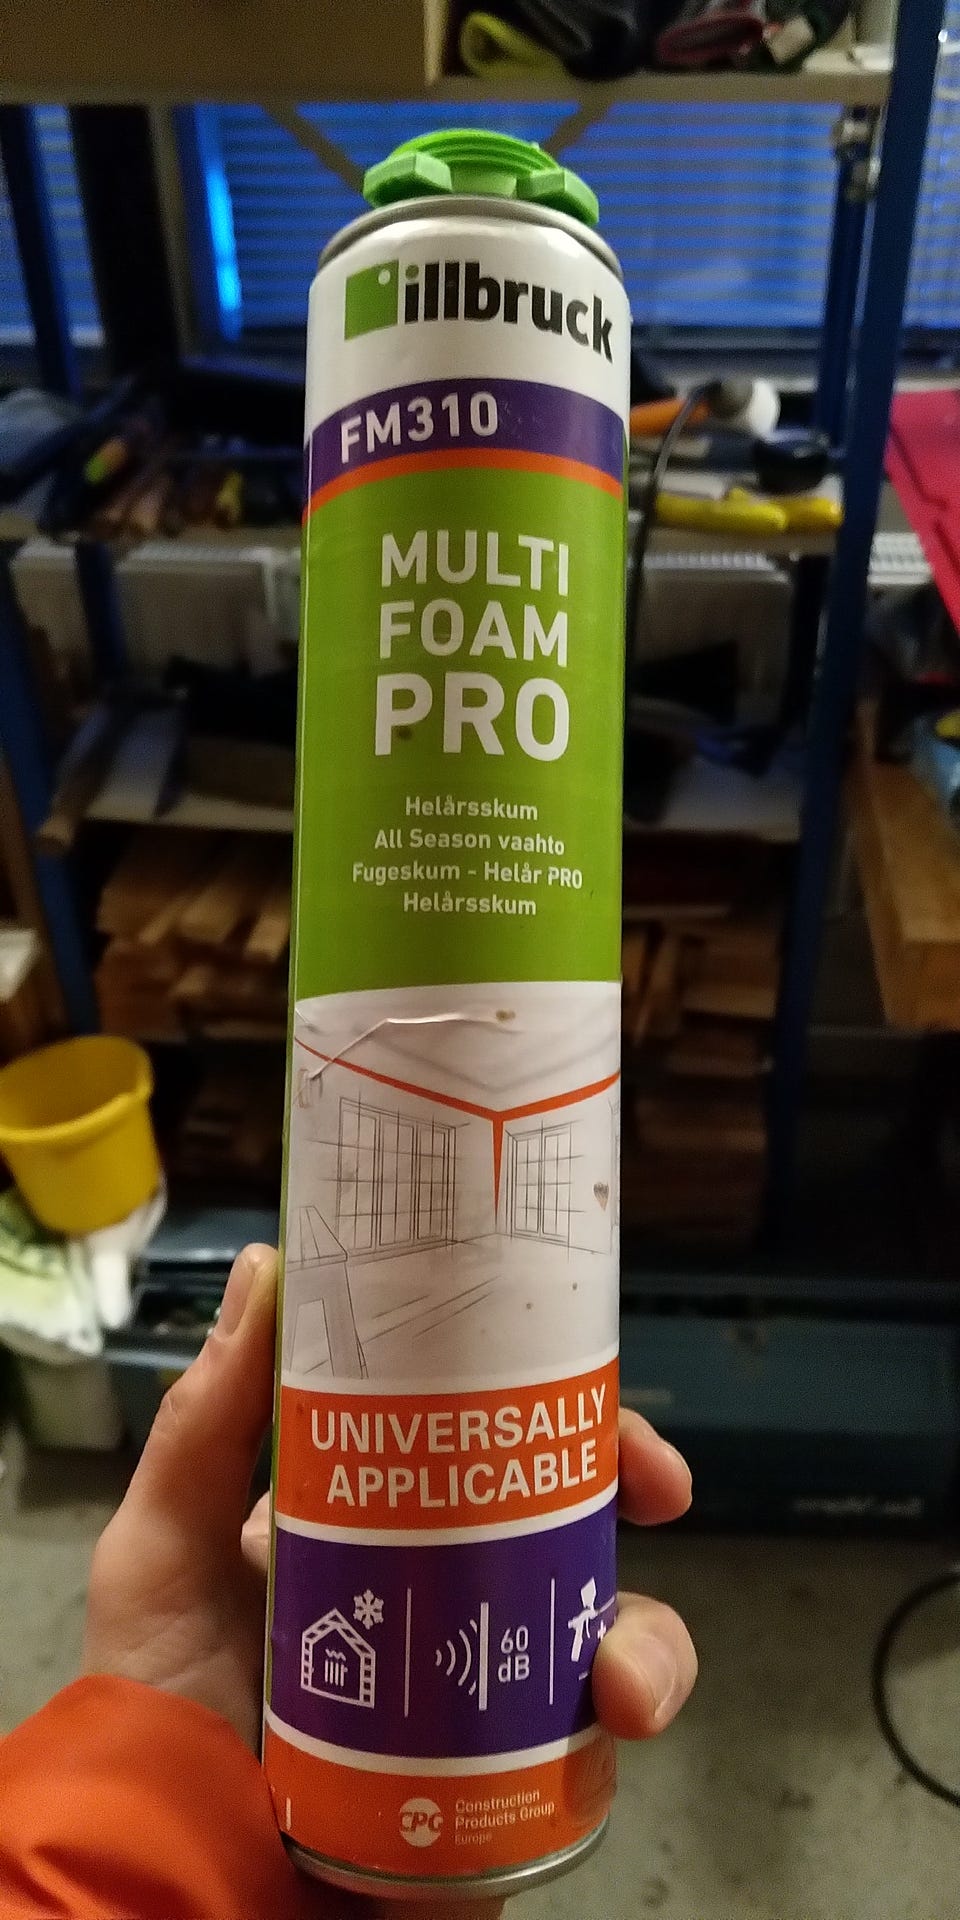 illbruck
FM310
MULTI
FOAM
PRO
Helårsskum
All Season vaahto
Fugeskum - Helår PRO
Helårsskum
UNIVERSALLY
APPLICABLE
60
dB
CPG
Construction
Products Group
Europe